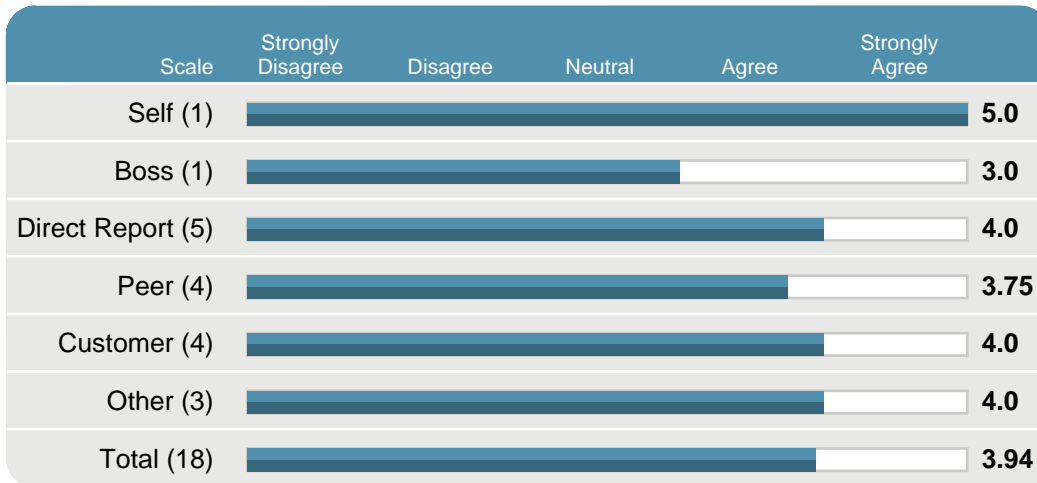 Scale
Strongly
Disagree
Disagree
Neutral
Agree
Strongly
Agree
Self (1) 5.0
Boss (1) 3.0
Direct Report (5) 4.0
Peer (4) 3.75
Customer (4) 4.0
Other (3) 4.0
Total (18) 3.94